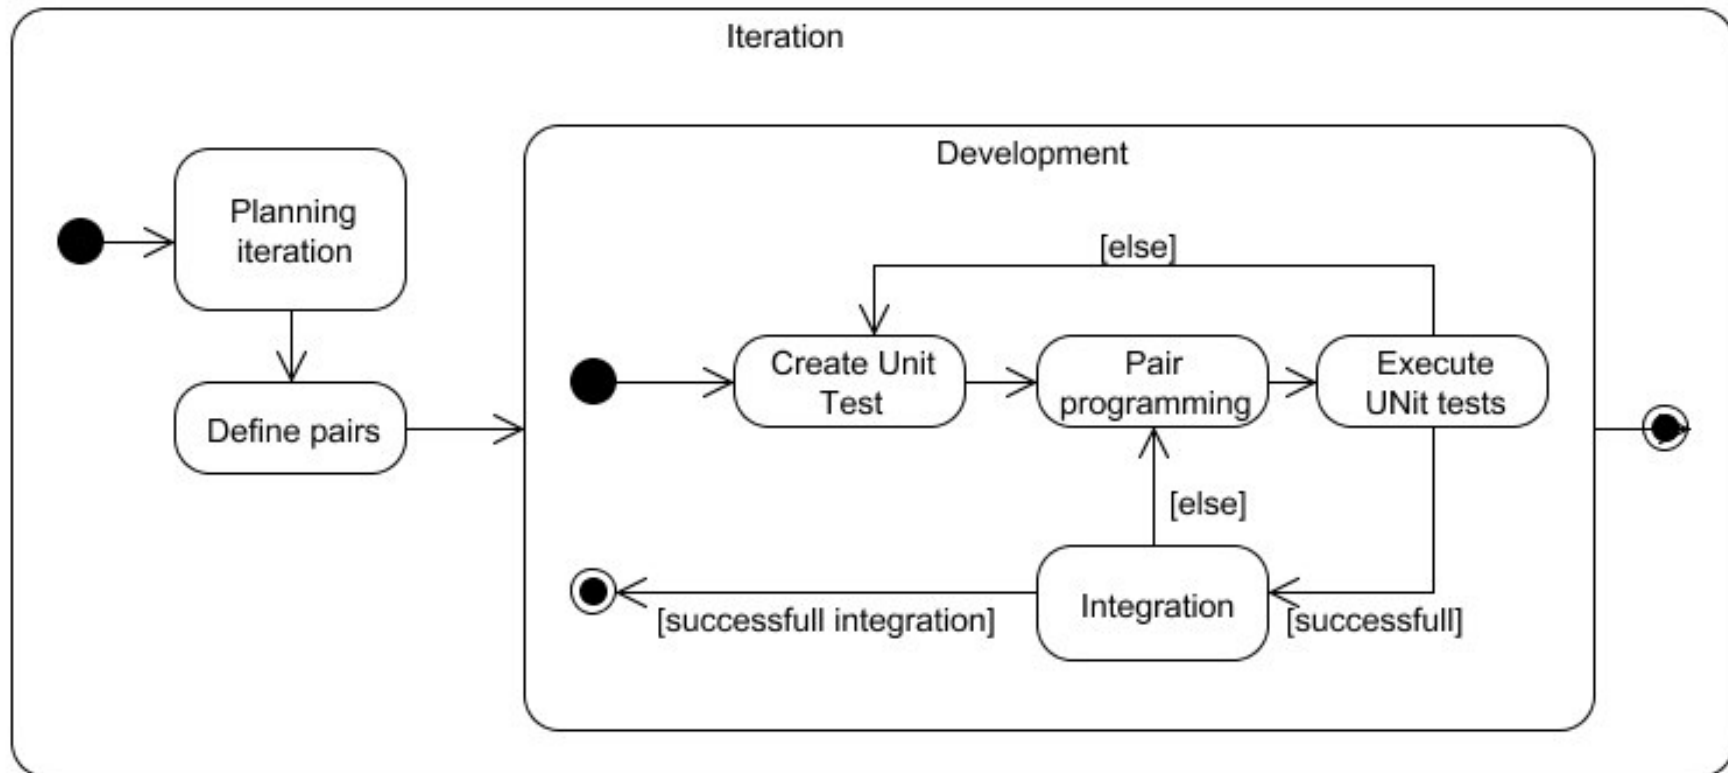 Iteration
Development
Planning
iteration
[else]
Create Unit
Test
Pair
programming
Execute
UNit tests
Define pairs
[else]
Integration
[successfull integration]
[successfull]